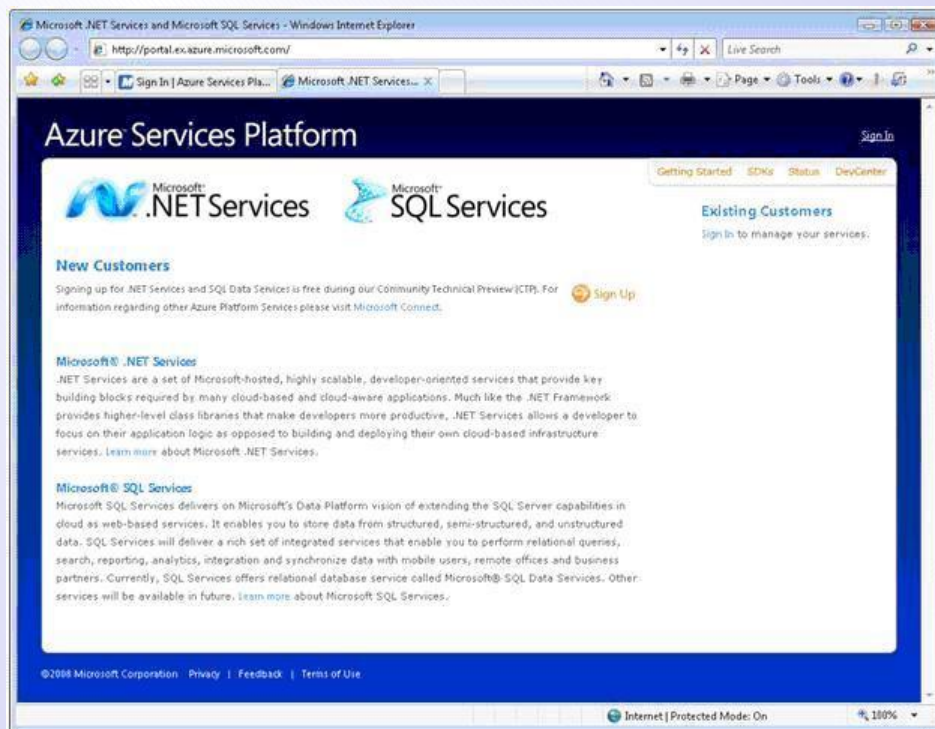 Microsoft .NET Services and Microsoft SQL Services - Windows Internet Explorer
http://portal.ex.azure.microsoft.com/
Live Search
Sign In | Azure Services Pla...
Microsoft .NET Services...
Page
Tools
Azure Services Platform
Sign In
Getting Started SDKs Status DevCenter
Microsoft
.NET Services
Microsoft
SQL Services
Existing Customers
Sign In to manage your services.
New Customers
Signing up for .NET Services and SQL Data Services is free during our Community Technical Preview (CTP). For
information regarding other Azure Platform Services please visit Microsoft Connect.
Sign Up
Microsoft® .NET Services
.NET Services are a set of Microsoft-hosted, highly scalable, developer-oriented services that provide key
building blocks required by many cloud-based and cloud-aware applications. Much like the .NET Framework
provides higher-level class libraries that make developers more productive, .NET Services allows a developer to
focus on their application logic as opposed to building and deploying their own cloud-based infrastructure
services. Learn more about Microsoft .NET Services.
Microsoft® SQL Services
Microsoft SQL Services delivers on Microsoft's Data Platform vision of extending the SQL Server capabilities in
cloud as web-based services. It enables you to store data from structured, semi-structured, and unstructured
data. SQL Services will deliver a rich set of integrated services that enable you to perform relational queries,
search, reporting, analytics, integration and synchronize data with mobile users, remote offices and business
partners. Currently, SQL Services offers relational database service called Microsoft® SQL Data Services. Other
services will be available in future. Learn more about Microsoft SQL Services.
©2008 Microsoft Corporation Privacy | Feedback | Terms of Use
Internet | Protected Mode: On
100%